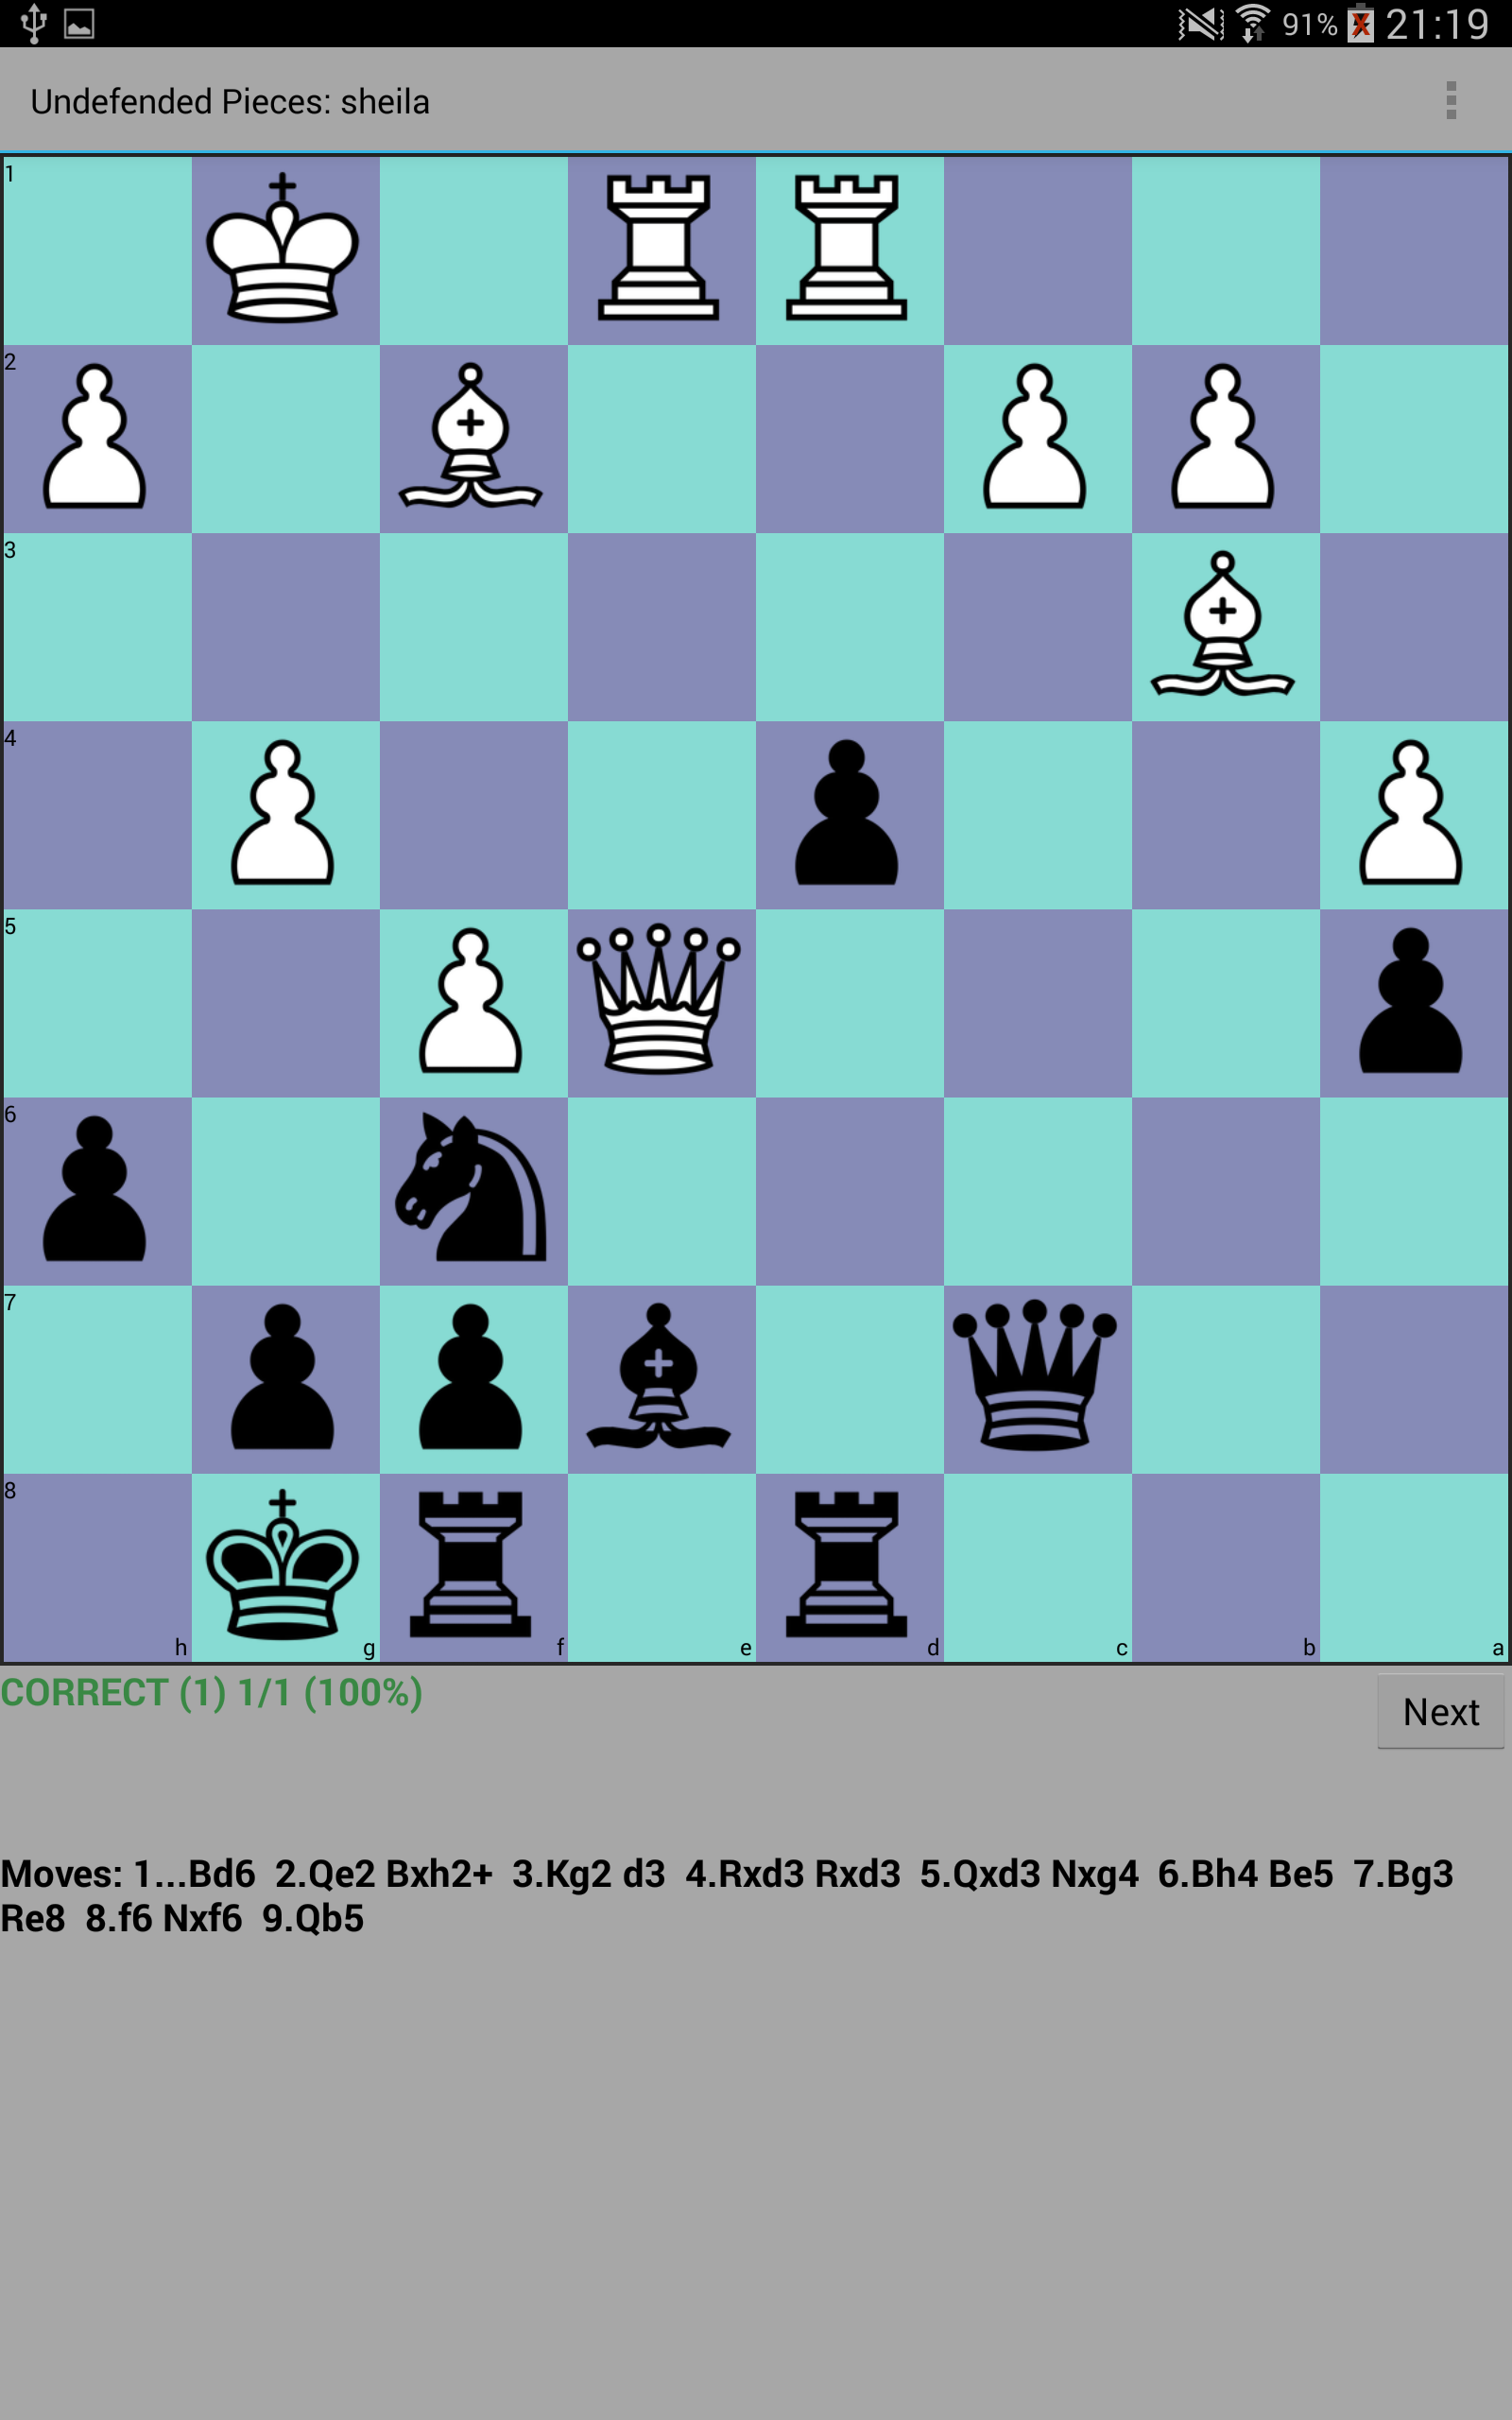 91% 21:19
Undefended Pieces: sheila
1
2
3
4
5
6
7
8
h g f e d c b a
CORRECT (1) 1/1 (100%)
Next
Moves: 1...Bd6 2.Qe2 Bxh2+ 3.Kg2 d3 4.Rxd3 Rxd3 5.Qxd3 Nxg4 6.Bh4 Be5 7.Bg3
Re8 8.f6 Nxf6 9.Qb5